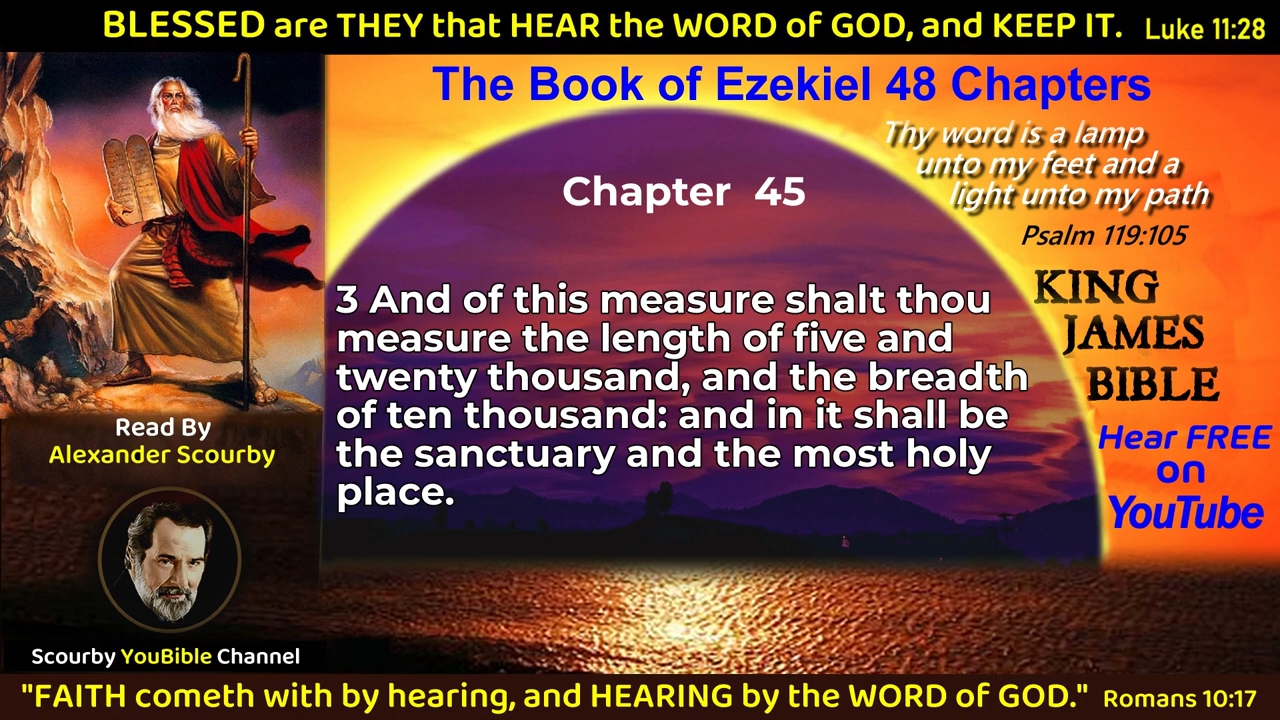 BLESSED are THEY that HEAR the WORD of GOD, and KEEP IT. Luke 11:28
The Book of Ezekiel 48 Chapters
Thy word is a lamp
unto my feet and a
light unto my path
Psalm 119:105
Chapter 45
3 And of this measure shalt thou
measure the length of five and
twenty thousand, and the breadth
of ten thousand: and in it shall be
the sanctuary and the most holy
place.
KING
JAMES
BIBLE
Hear FREE
on
YouTube
Read By
Alexander Scourby
Scourby YouBible Channel
"FAITH cometh with by hearing, and HEARING by the WORD of GOD." Romans 10:17